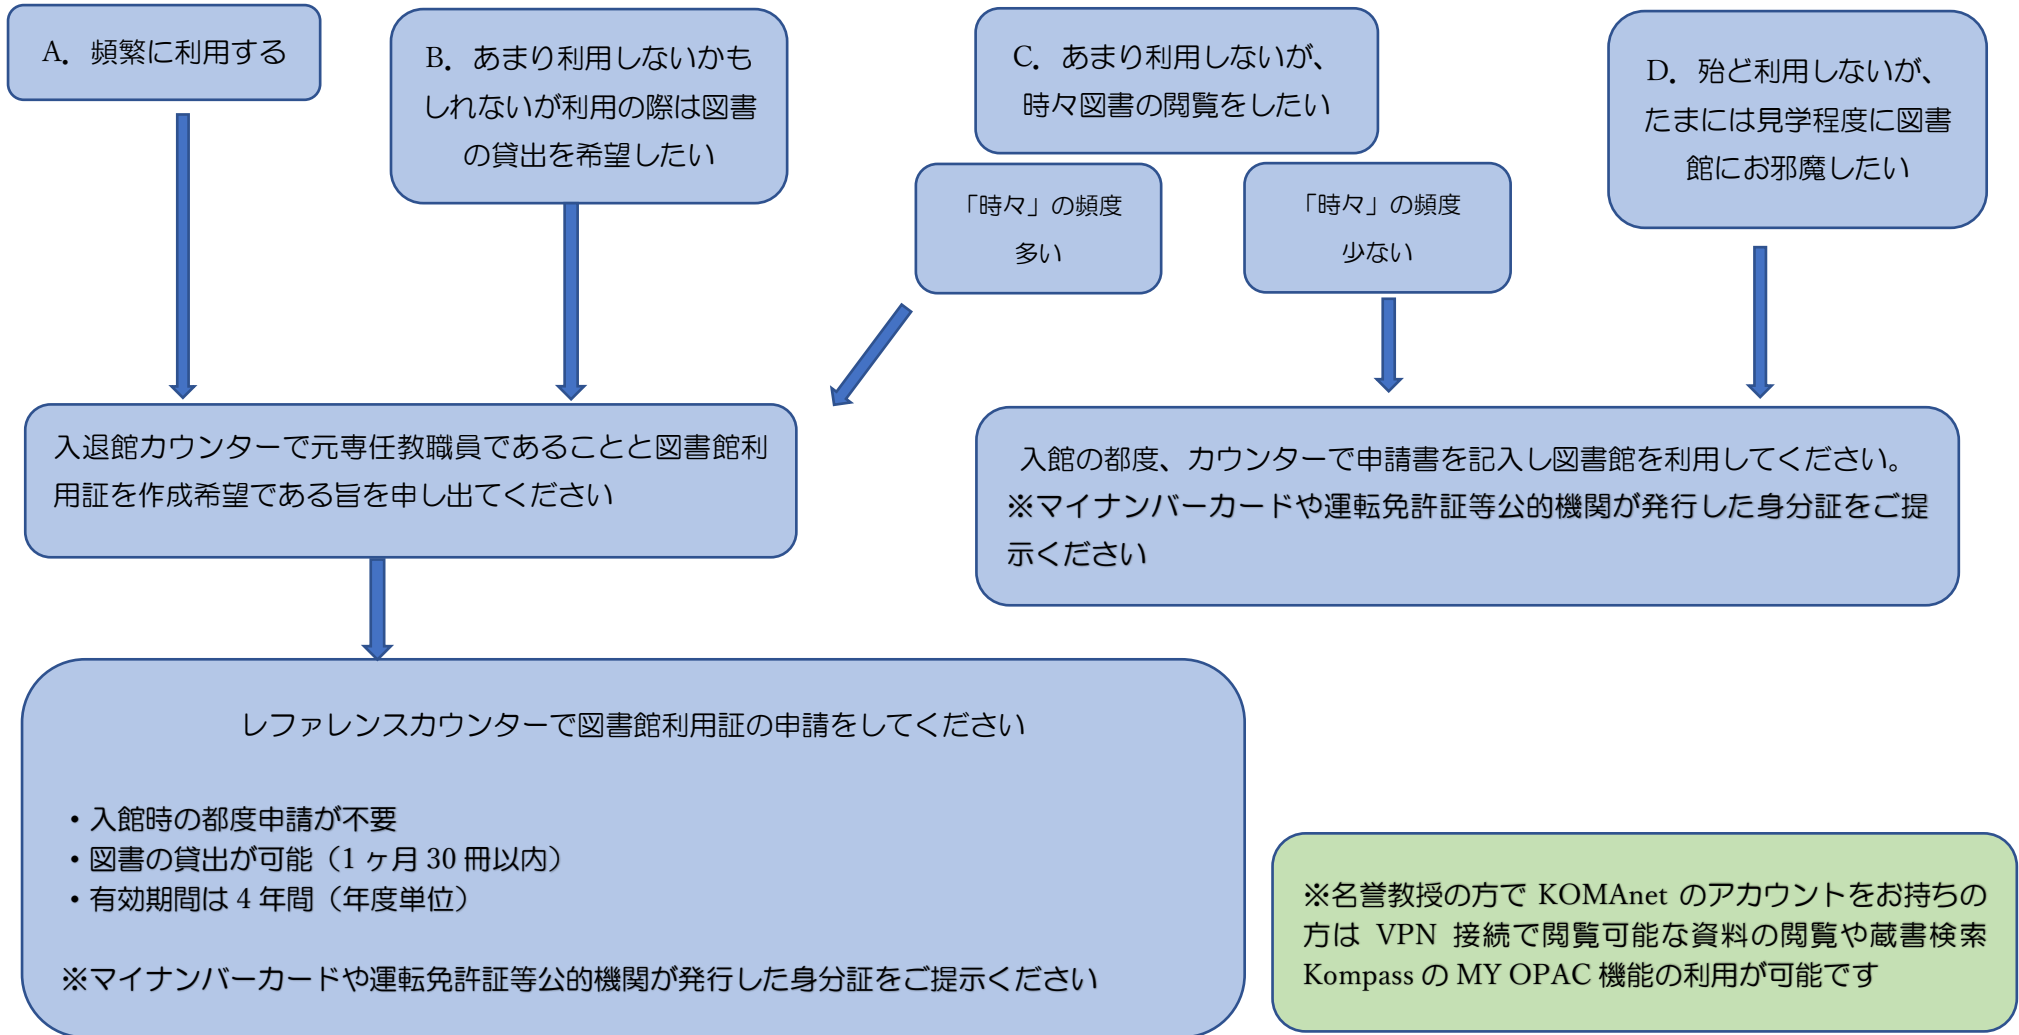 A．頻繁に利用する
B．あまり利用しないかも
しれないが利用の際は図書
の貸出を希望したい
C．あまり利用しないが、
時々図書の閲覧をしたい
D．殆ど利用しないが、
たまには見学程度に図書
館にお邪魔したい
「時々」の頻度
多い
「時々」の頻度
少ない
入退館カウンターで元専任教職員であることと図書館利
用証を作成希望である旨を申し出てください
入館の都度、カウンターで申請書を記入し図書館を利用してください。
※マイナンバーカードや運転免許証等公的機関が発行した身分証をご提
示ください
レファレンスカウンターで図書館利用証の申請をしてください
・入館時の都度申請が不要
・図書の貸出が可能（1 ヶ月 30 冊以内）
・有効期間は 4 年間（年度単位）
※マイナンバーカードや運転免許証等公的機関が発行した身分証をご提示ください
※名誉教授の方で KOMAnet のアカウントをお持ちの
方は VPN 接続で閲覧可能な資料の閲覧や蔵書検索
Kompass の MY OPAC 機能の利用が可能です